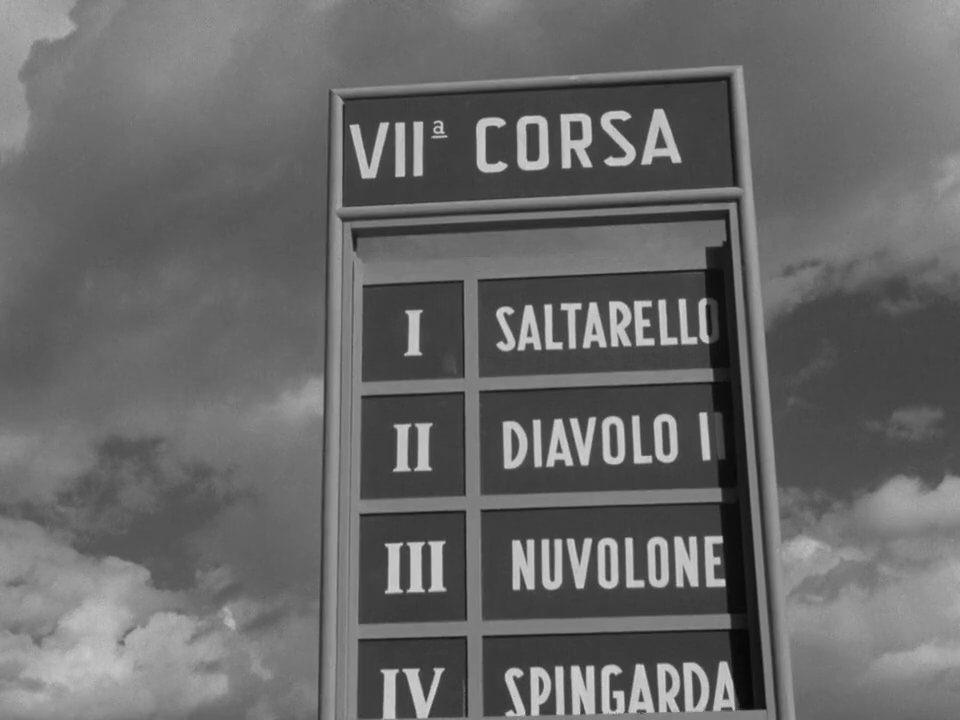 VIIª CORSA
I SALTARELLO
II DIAVOLO I
III NUVOLONE
IV SPINGARDA